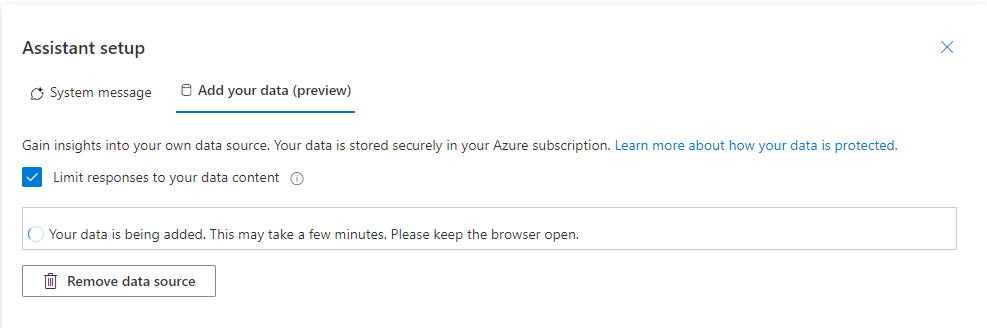 Assistant setup
System message
Add your data (preview)
Gain insights into your own data source. Your data is stored securely in your Azure subscription. Learn more about how your data is protected.
Limit responses to your data content
Your data is being added. This may take a few minutes. Please keep the browser open.
Remove data source